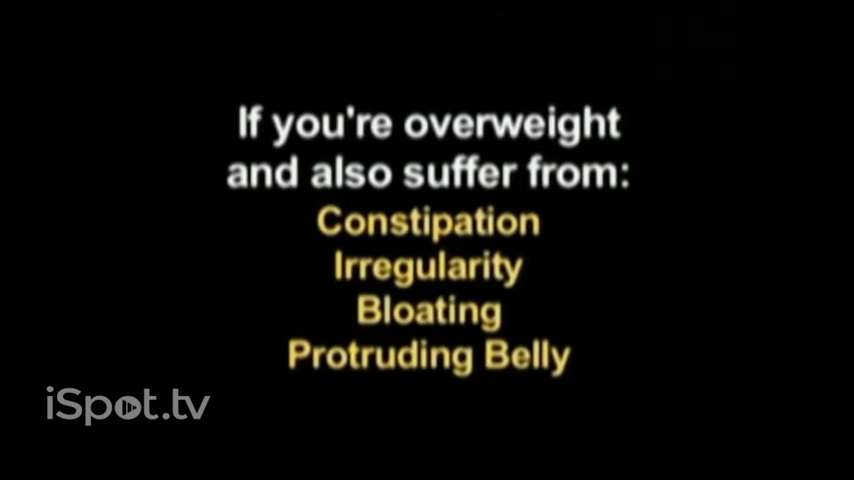 If you're overweight
and also suffer from:
Constipation
Irregularity
Bloating
Protruding Belly
iSpot.tv